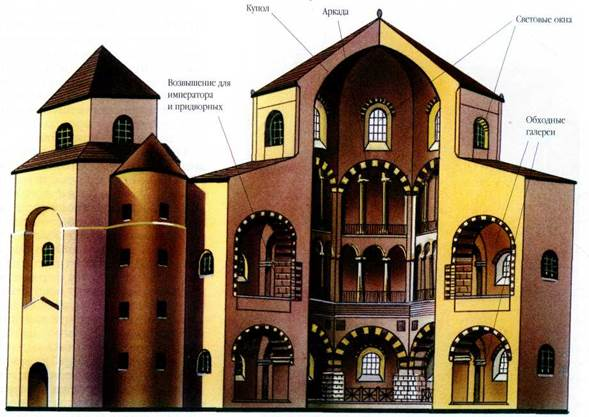 Купол
Аркада
Световые окна
Возвышение для
императора
и придворных
Обходные
галереи